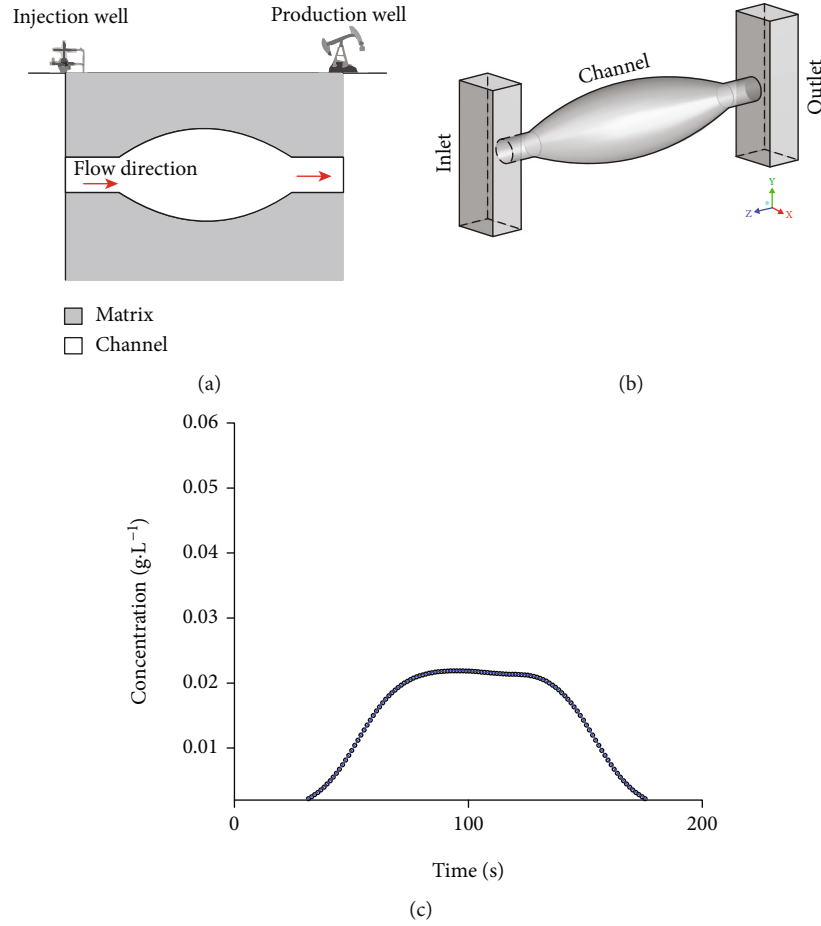 Injection well
Production well
Flow direction
Matrix
Channel
(a)
Channel
Inlet
Outlet
Y
Z
X
(b)
0.06
0.05
0.04
0.03
0.02
0.01
Concentration (g·L⁻¹)
0
100
200
Time (s)
(c)